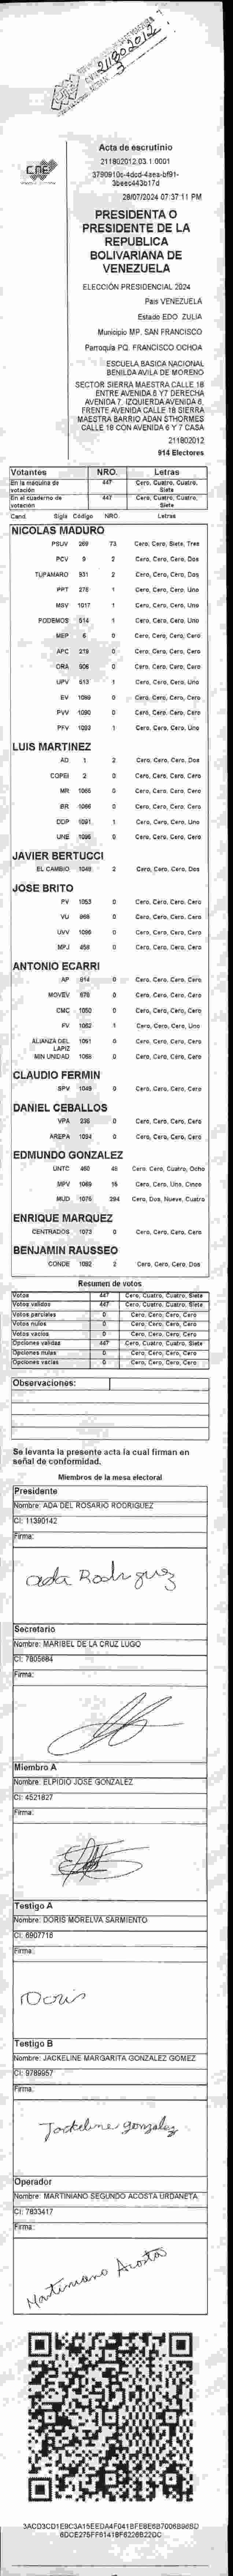 211802012
3
CNE
Acta de escrutinio
211802012.03.1.0001
28/07/2024 07:37:11 PM
PRESIDENTA O
PRESIDENTE DE LA
REPUBLICA
BOLIVARIANA DE
VENEZUELA
ELECCIÓN PRESIDENCIAL 2024
País VENEZUELA
Estado EDO. ZULIA
Municipio MP. SAN FRANCISCO
Parroquia PQ. FRANCISCO OCHOA
ESCUELA BASICA NACIONAL
BENILDA AVILA DE MORENO
SECTOR SIERRA MAESTRA CALLE 18
ENTRE AVENIDA 6 Y7 DERECHA
AVENIDA 7. IZQUIERDA AVENIDA 6.
FRENTE AVENIDA CALLE 18 SIERRA
MAESTRA BARRIO ADAN STHORMES
CALLE 18 CON AVENIDA 6 Y 7 CASA
211802012
914 Electores
Votantes NRO. Letras
En la máquina de votación 447 Cero, Cuatro, Cuatro, Siete
En el cuaderno de votación 447 Cero, Cuatro, Cuatro, Siete
Cand Sigla Código NRO. Letras
NICOLAS MADURO
PSUV 269 73 Cero, Cero, Siete, Tres
PCV 9 2 Cero, Cero, Cero, Dos
TUPAMARO 931 2 Cero, Cero, Cero, Dos
PPT 278 1 Cero, Cero, Cero, Uno
MSV 1017 1 Cero, Cero, Cero, Uno
PODEMOS 514 1 Cero, Cero, Cero, Uno
MEP 6 0 Cero, Cero, Cero, Cero
APC 219 0 Cero, Cero, Cero, Cero
ORA 906 0 Cero, Cero, Cero, Cero
UPV 613 1 Cero, Cero, Cero, Uno
EV 1089 0 Cero, Cero, Cero, Cero
PVV 1090 0 Cero, Cero, Cero, Cero
PFV 1093 1 Cero, Cero, Cero, Uno
LUIS MARTINEZ
AD 1 2 Cero, Cero, Cero, Dos
COPEI 2 0 Cero, Cero, Cero, Cero
MR 1065 0 Cero, Cero, Cero, Cero
BR 1066 0 Cero, Cero, Cero, Cero
DDP 1091 1 Cero, Cero, Cero, Uno
UNE 1095 0 Cero, Cero, Cero, Cero
JAVIER BERTUCCI
EL CAMBIO 1049 2 Cero, Cero, Cero, Dos
JOSE BRITO
PV 1053 0 Cero, Cero, Cero, Cero
VU 968 0 Cero, Cero, Cero, Cero
UVV 1096 0 Cero, Cero, Cero, Cero
MPJ 458 0 Cero, Cero, Cero, Cero
ANTONIO ECARRI
AP 614 0 Cero, Cero, Cero, Cero
MOVEV 670 0 Cero, Cero, Cero, Cero
CMC 1050 0 Cero, Cero, Cero, Cero
FV 1062 1 Cero, Cero, Cero, Uno
ALIANZA DEL LAPIZ 1051 0 Cero, Cero, Cero, Cero
MIN UNIDAD 1068 0 Cero, Cero, Cero, Cero
CLAUDIO FERMIN
SPV 1049 0 Cero, Cero, Cero, Cero
DANIEL CEBALLOS
VPA 236 0 Cero, Cero, Cero, Cero
AREPA 1094 0 Cero, Cero, Cero, Cero
EDMUNDO GONZALEZ
UNTC 460 48 Cero, Cero, Cuatro, Ocho
MPV 1069 15 Cero, Cero, Uno, Cinco
MUD 1076 294 Cero, Dos, Nueve, Cuatro
ENRIQUE MARQUEZ
CENTRADOS 1073 0 Cero, Cero, Cero, Cero
BENJAMIN RAUSSEO
CONDE 1092 2 Cero, Cero, Cero, Dos
Resumen de votos
Votos 447 Cero, Cuatro, Cuatro, Siete
Votos válidos 447 Cero, Cuatro, Cuatro, Siete
Votos parciales 0 Cero, Cero, Cero, Cero
Votos nulos 0 Cero, Cero, Cero, Cero
Votos vacíos 0 Cero, Cero, Cero, Cero
Opciones válidas 447 Cero, Cuatro, Cuatro, Siete
Opciones nulas 0 Cero, Cero, Cero, Cero
Opciones vacías 0 Cero, Cero, Cero, Cero
Observaciones:
Se levanta la presente acta la cual firman en
señal de conformidad.
Miembros de la mesa electoral
Presidente
Nombre: ADA DEL ROSARIO RODRIGUEZ
CI: 11390142
Firma:
Ada Rodriguez
Secretario
Nombre: MARIBEL DE LA CRUZ LUGO
CI: 7805684
Firma:
Miembro A
Nombre: ELPIDIO JOSE GONZALEZ
CI: 4521827
Firma:
Testigo A
Nombre: DORIS MORELVA SARMIENTO
CI: 6907718
Firma:
Doris
Testigo B
Nombre: JACKELINE MARGARITA GONZALEZ GOMEZ
CI: 9789957
Firma:
Jackeline gonzalez
Operador
Nombre: MARTINIANO SEGUNDO ACOSTA URDANETA
CI: 7833417
Firma:
Martiniano Acosta